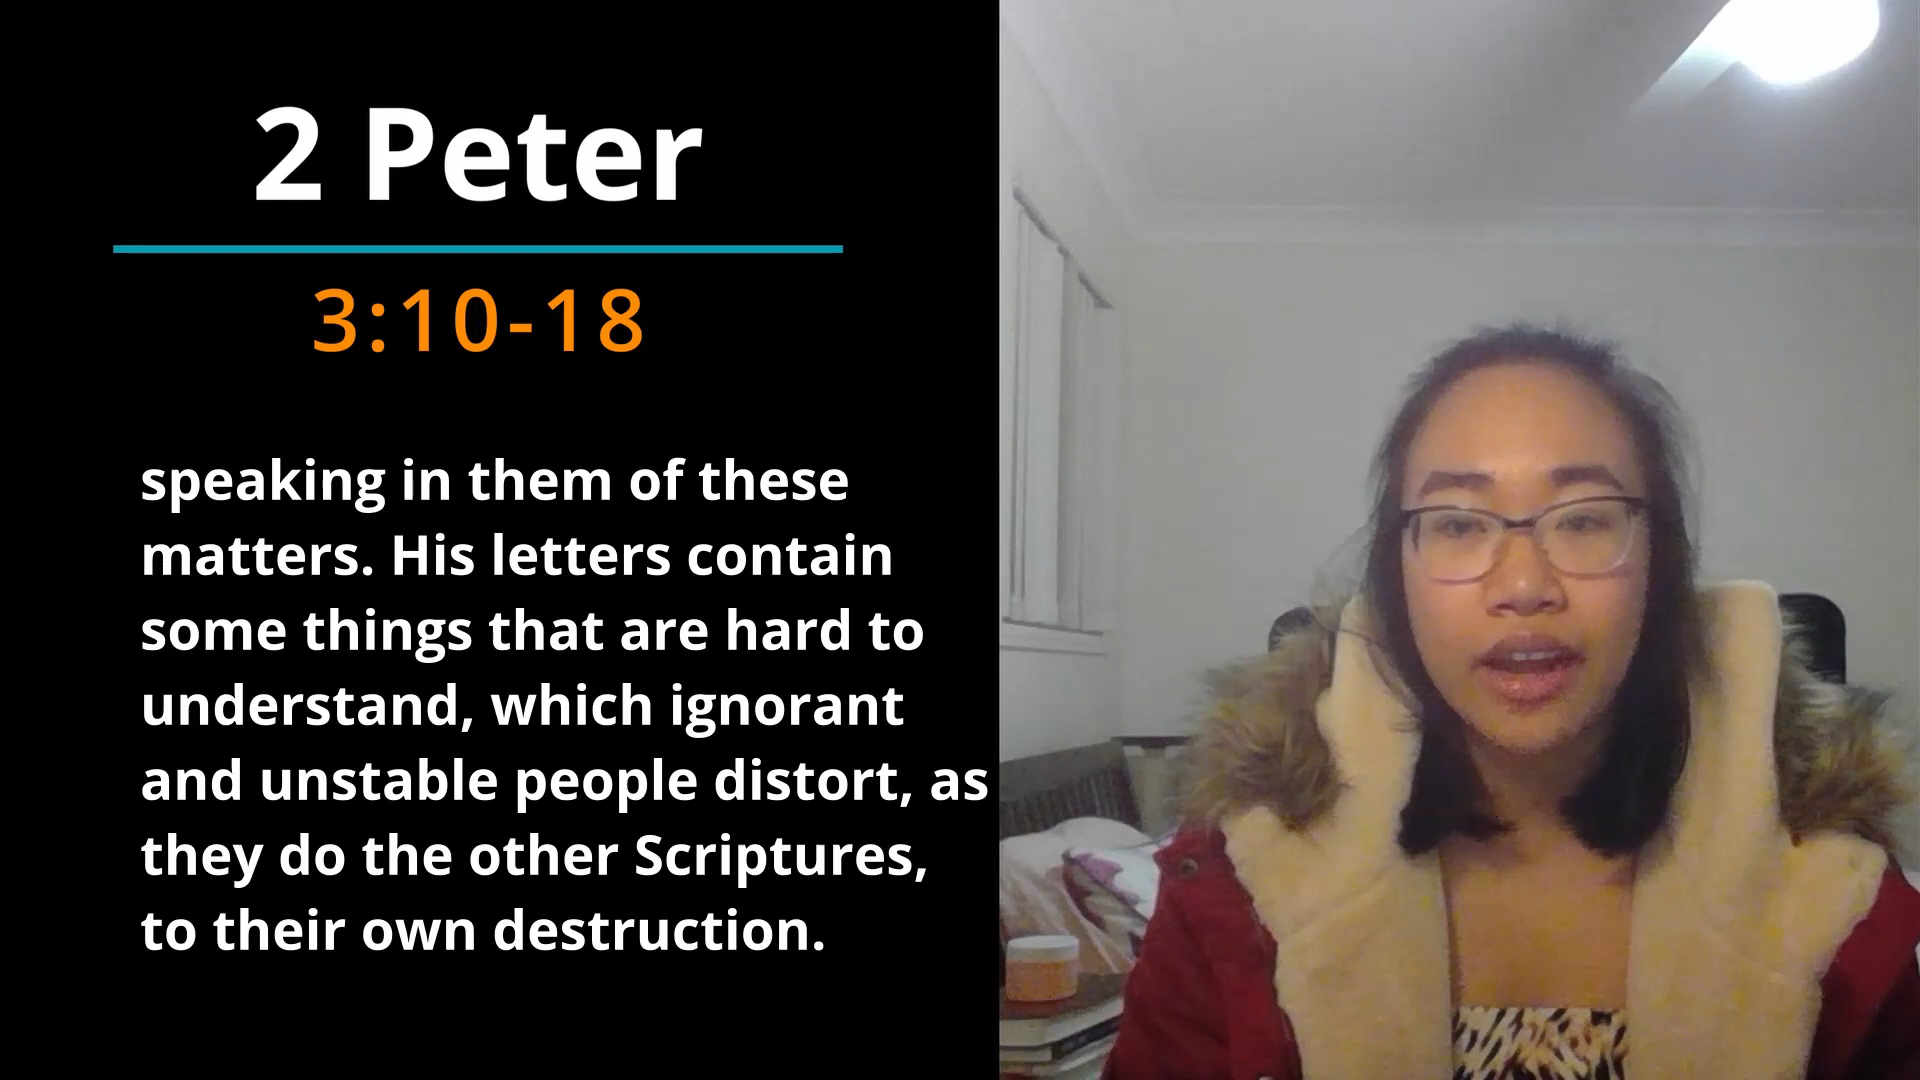 2 Peter
3:10-18
speaking in them of these
matters. His letters contain
some things that are hard to
understand, which ignorant
and unstable people distort, as
they do the other Scriptures,
to their own destruction.